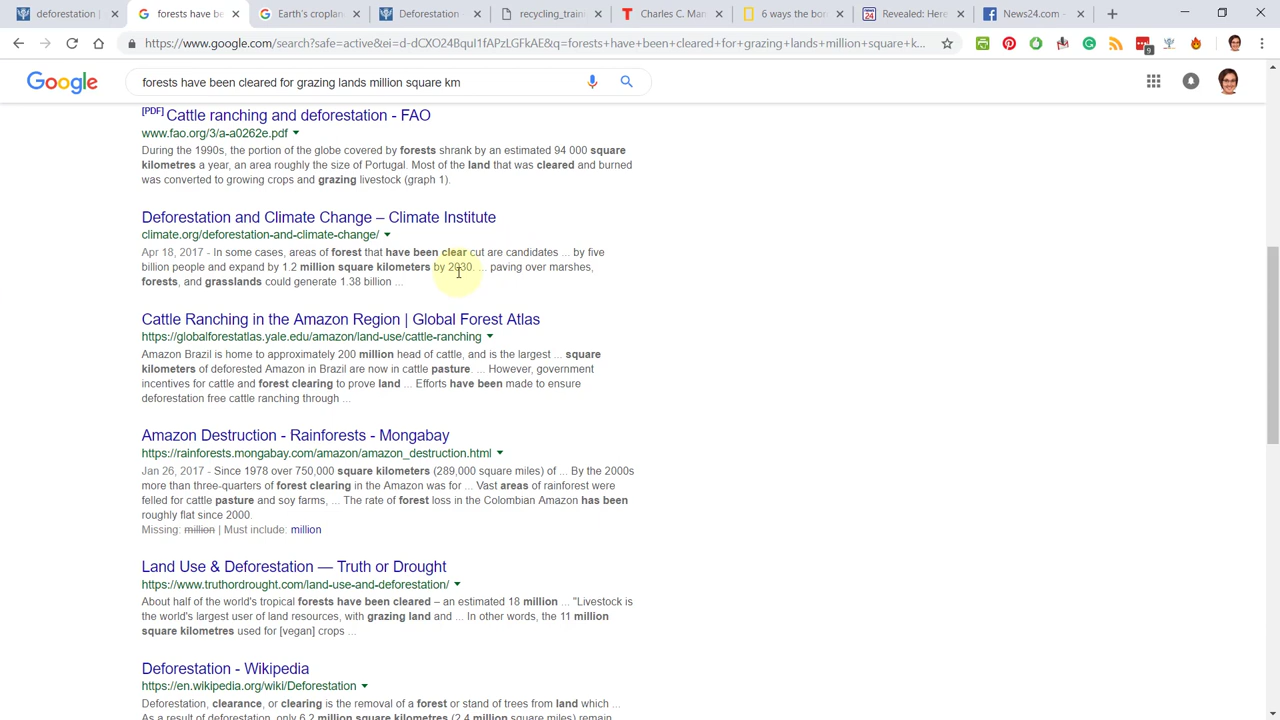 deforestation |
forests have be
Earth's croplan
Deforestation -
recycling_traini
Charles C. Man
6 ways the bo
Revealed: Here
News24.com -
https://www.google.com/search?safe=active&ei=d-dCXO24BquI1fAPzLGFkAE&q=forests+have+been+cleared+for+grazing+lands+million+square+k...
9
Google
forests have been cleared for grazing lands million square km
[PDF] Cattle ranching and deforestation - FAO
www.fao.org/3/a-a0262e.pdf
During the 1990s, the portion of the globe covered by forests shrank by an estimated 94 000 square
kilometres a year, an area roughly the size of Portugal. Most of the land that was cleared and burned
was converted to growing crops and grazing livestock (graph 1).
Deforestation and Climate Change – Climate Institute
climate.org/deforestation-and-climate-change/
Apr 18, 2017 - In some cases, areas of forest that have been clear cut are candidates ... by five
billion people and expand by 1.2 million square kilometers by 2030. ... paving over marshes,
forests, and grasslands could generate 1.38 billion ...
Cattle Ranching in the Amazon Region | Global Forest Atlas
https://globalforestatlas.yale.edu/amazon/land-use/cattle-ranching
Amazon Brazil is home to approximately 200 million head of cattle, and is the largest ... square
kilometers of deforested Amazon in Brazil are now in cattle pasture. ... However, government
incentives for cattle and forest clearing to prove land ... Efforts have been made to ensure
deforestation free cattle ranching through ...
Amazon Destruction - Rainforests - Mongabay
https://rainforests.mongabay.com/amazon/amazon_destruction.html
Jan 26, 2017 - Since 1978 over 750,000 square kilometers (289,000 square miles) of ... By the 2000s
more than three-quarters of forest clearing in the Amazon was for ... Vast areas of rainforest were
felled for cattle pasture and soy farms, ... The rate of forest loss in the Colombian Amazon has been
roughly flat since 2000.
Missing: million | Must include: million
Land Use & Deforestation — Truth or Drought
https://www.truthordrought.com/land-use-and-deforestation/
About half of the world's tropical forests have been cleared – an estimated 18 million ... "Livestock is
the world's largest user of land resources, with grazing land and ... In other words, the 11 million
square kilometres used for [vegan] crops ...
Deforestation - Wikipedia
https://en.wikipedia.org/wiki/Deforestation
Deforestation, clearance, or clearing is the removal of a forest or stand of trees from land which ...
As a result of deforestation, only 6.2 million square kilometres (2.4 million square miles) remain